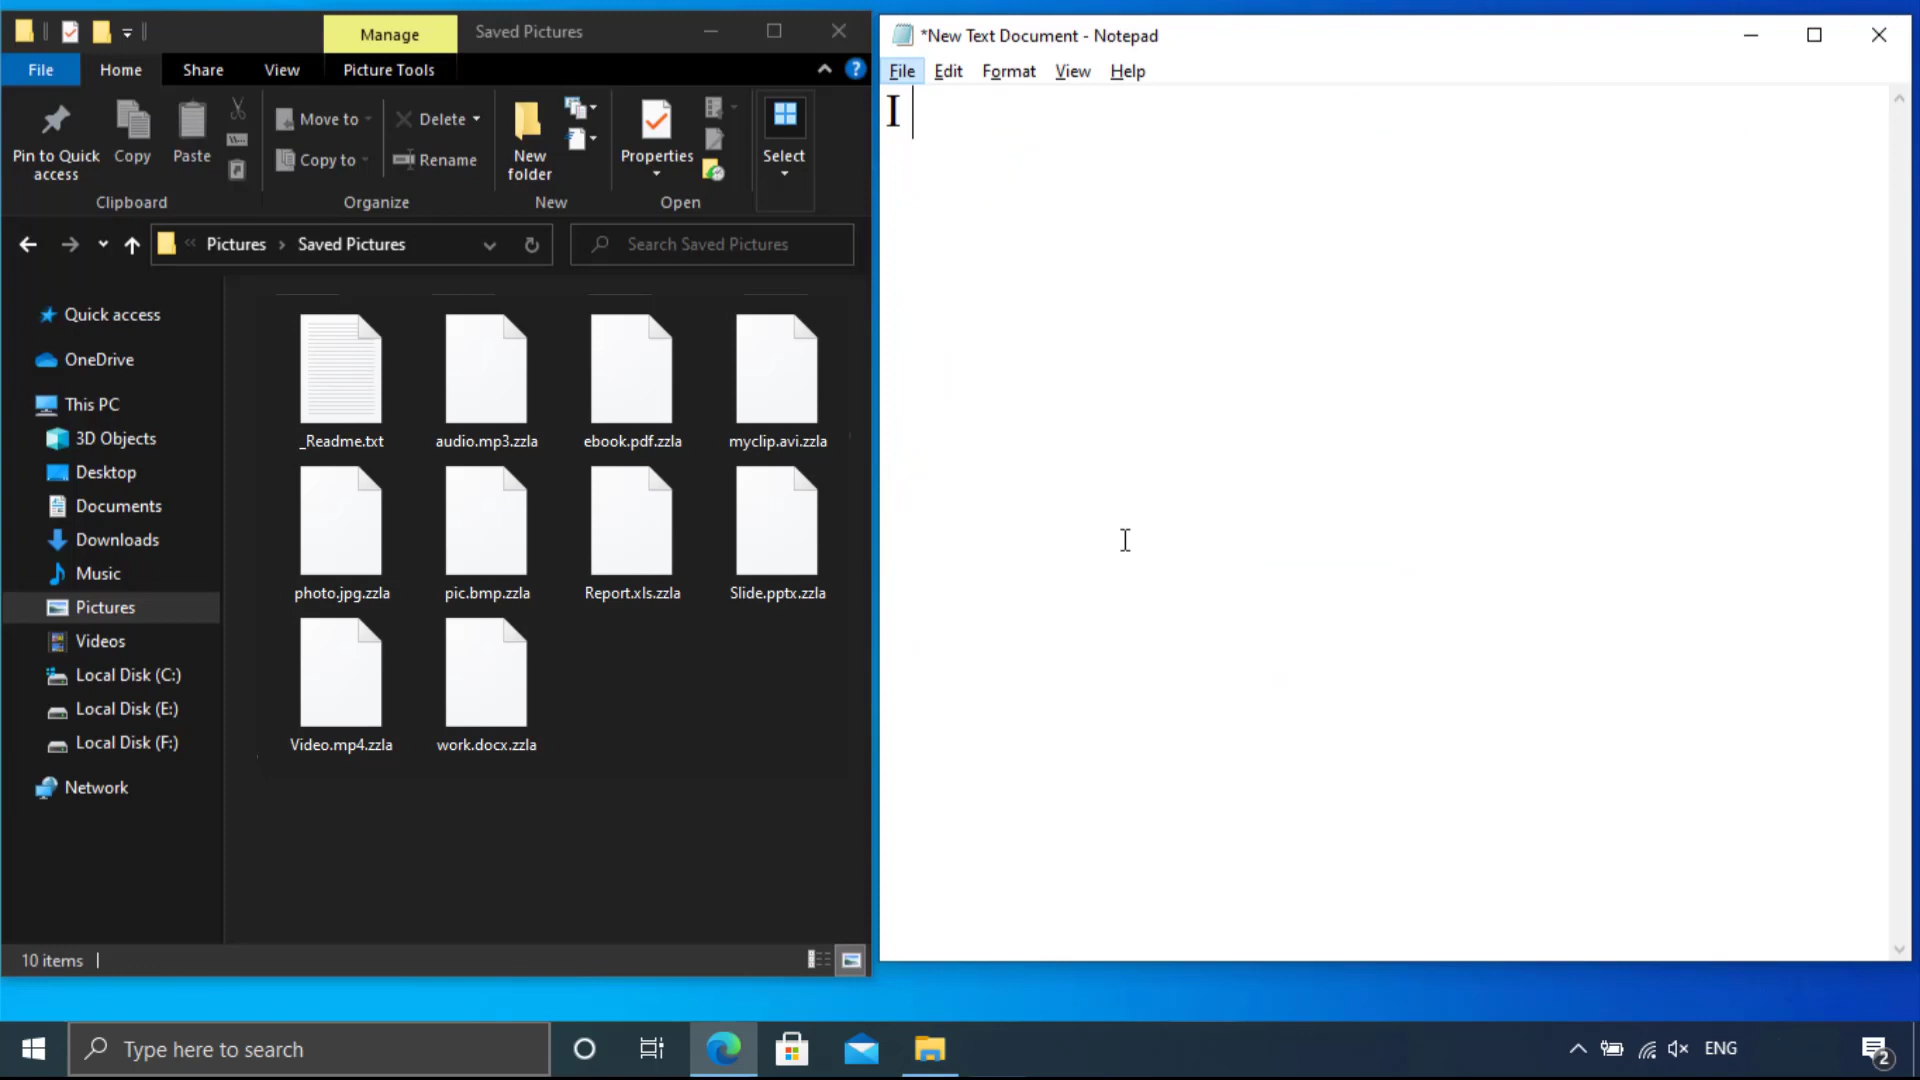 Manage
Saved Pictures
File
Home
Share
View
Picture Tools
Pin to Quick access
Copy
Paste
Move to
Copy to
Delete
Rename
New folder
Properties
Select
Clipboard
Organize
New
Open
Pictures
Saved Pictures
Search Saved Pictures
Quick access
OneDrive
This PC
3D Objects
Desktop
Documents
Downloads
Music
Pictures
Videos
Local Disk (C:)
Local Disk (E:)
Local Disk (F:)
Network
_Readme.txt
audio.mp3.zzla
ebook.pdf.zzla
myclip.avi.zzla
photo.jpg.zzla
pic.bmp.zzla
Report.xls.zzla
Slide.pptx.zzla
Video.mp4.zzla
work.docx.zzla
10 items
*New Text Document - Notepad
File
Edit
Format
View
Help
I
Type here to search
ENG
2